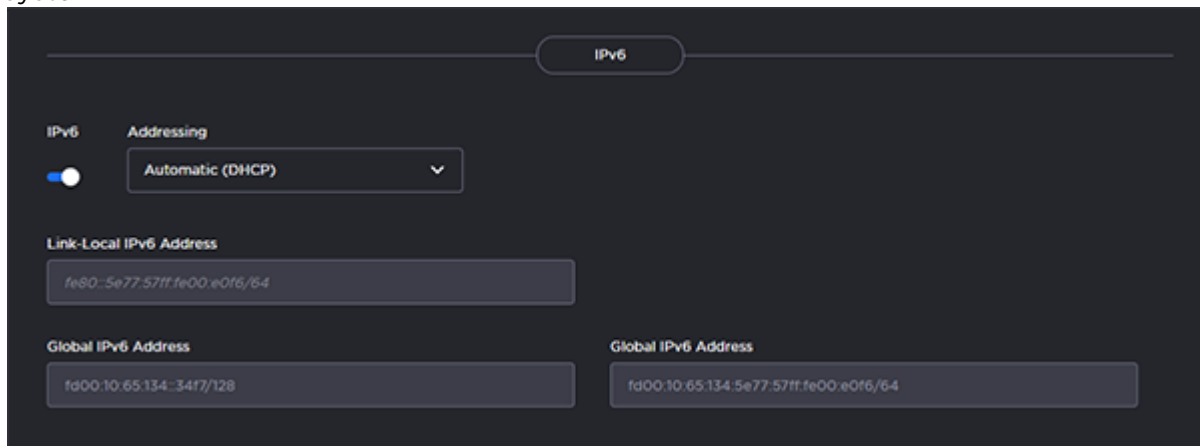 IPv6
IPv6 Addressing
Automatic (DHCP)
Link-Local IPv6 Address
fe80::5e77:57ff:fe00:e0f6/64
Global IPv6 Address Global IPv6 Address
fd00:10:65:134::34f7/128 fd00:10:65:134:5e77:57ff:fe00:e0f6/64